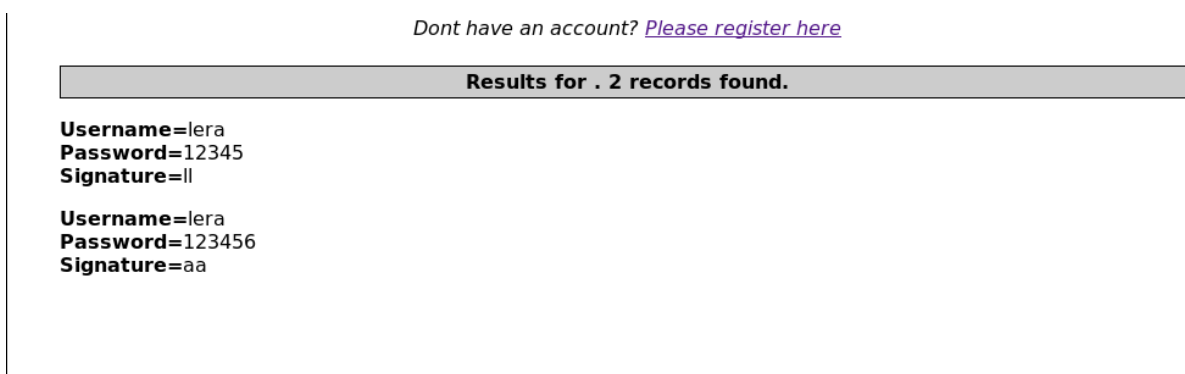 Dont have an account? Please register here
Results for . 2 records found.
Username=lera
Password=12345
Signature=ll
Username=lera
Password=123456
Signature=aa